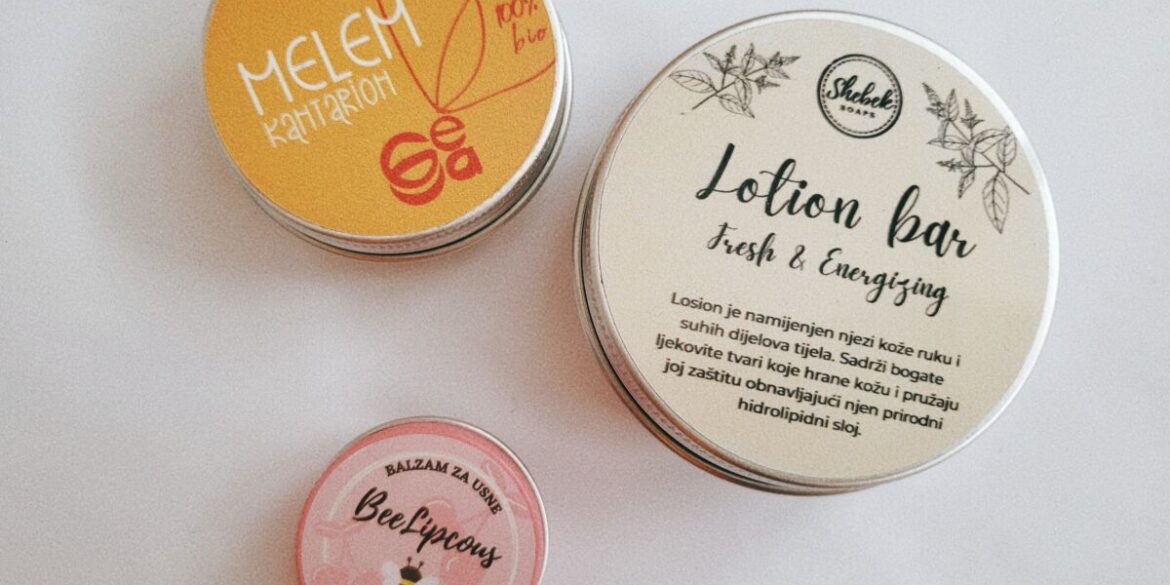 MELEM
KANTARION
100%
bio
Gea
Shebek
SOAPS
Lotion bar
Fresh & Energizing
Losion je namijenjen njezi kože ruku i
suhih dijelova tijela. Sadrži bogate
ljekovite tvari koje hrane kožu i pružaju
joj zaštitu obnavljajući njen prirodni
hidrolipidni sloj.
BALZAM ZA USNE
BeeLipcous